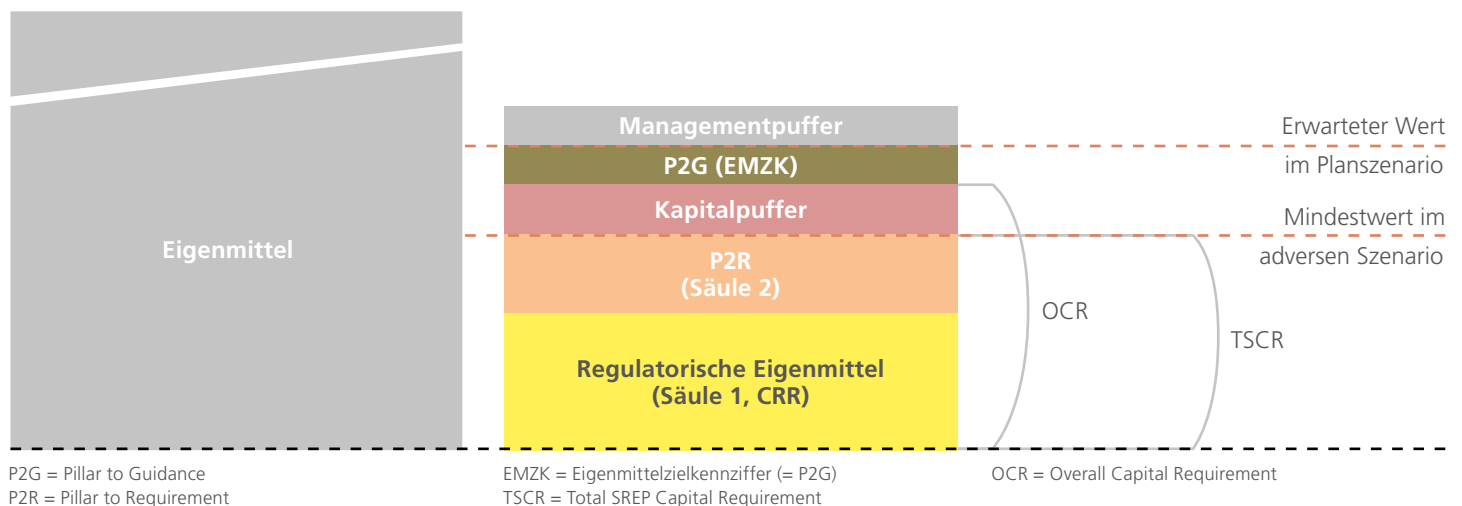 Eigenmittel
Managementpuffer
P2G (EMZK)
Kapitalpuffer
P2R
(Säule 2)
Regulatorische Eigenmittel
(Säule 1, CRR)
Erwarteter Wert
im Planszenario
Mindestwert im
adversen Szenario
OCR
TSCR
P2G = Pillar to Guidance
P2R = Pillar to Requirement
EMZK = Eigenmittelzielkennziffer (= P2G)
TSCR = Total SREP Capital Requirement
OCR = Overall Capital Requirement